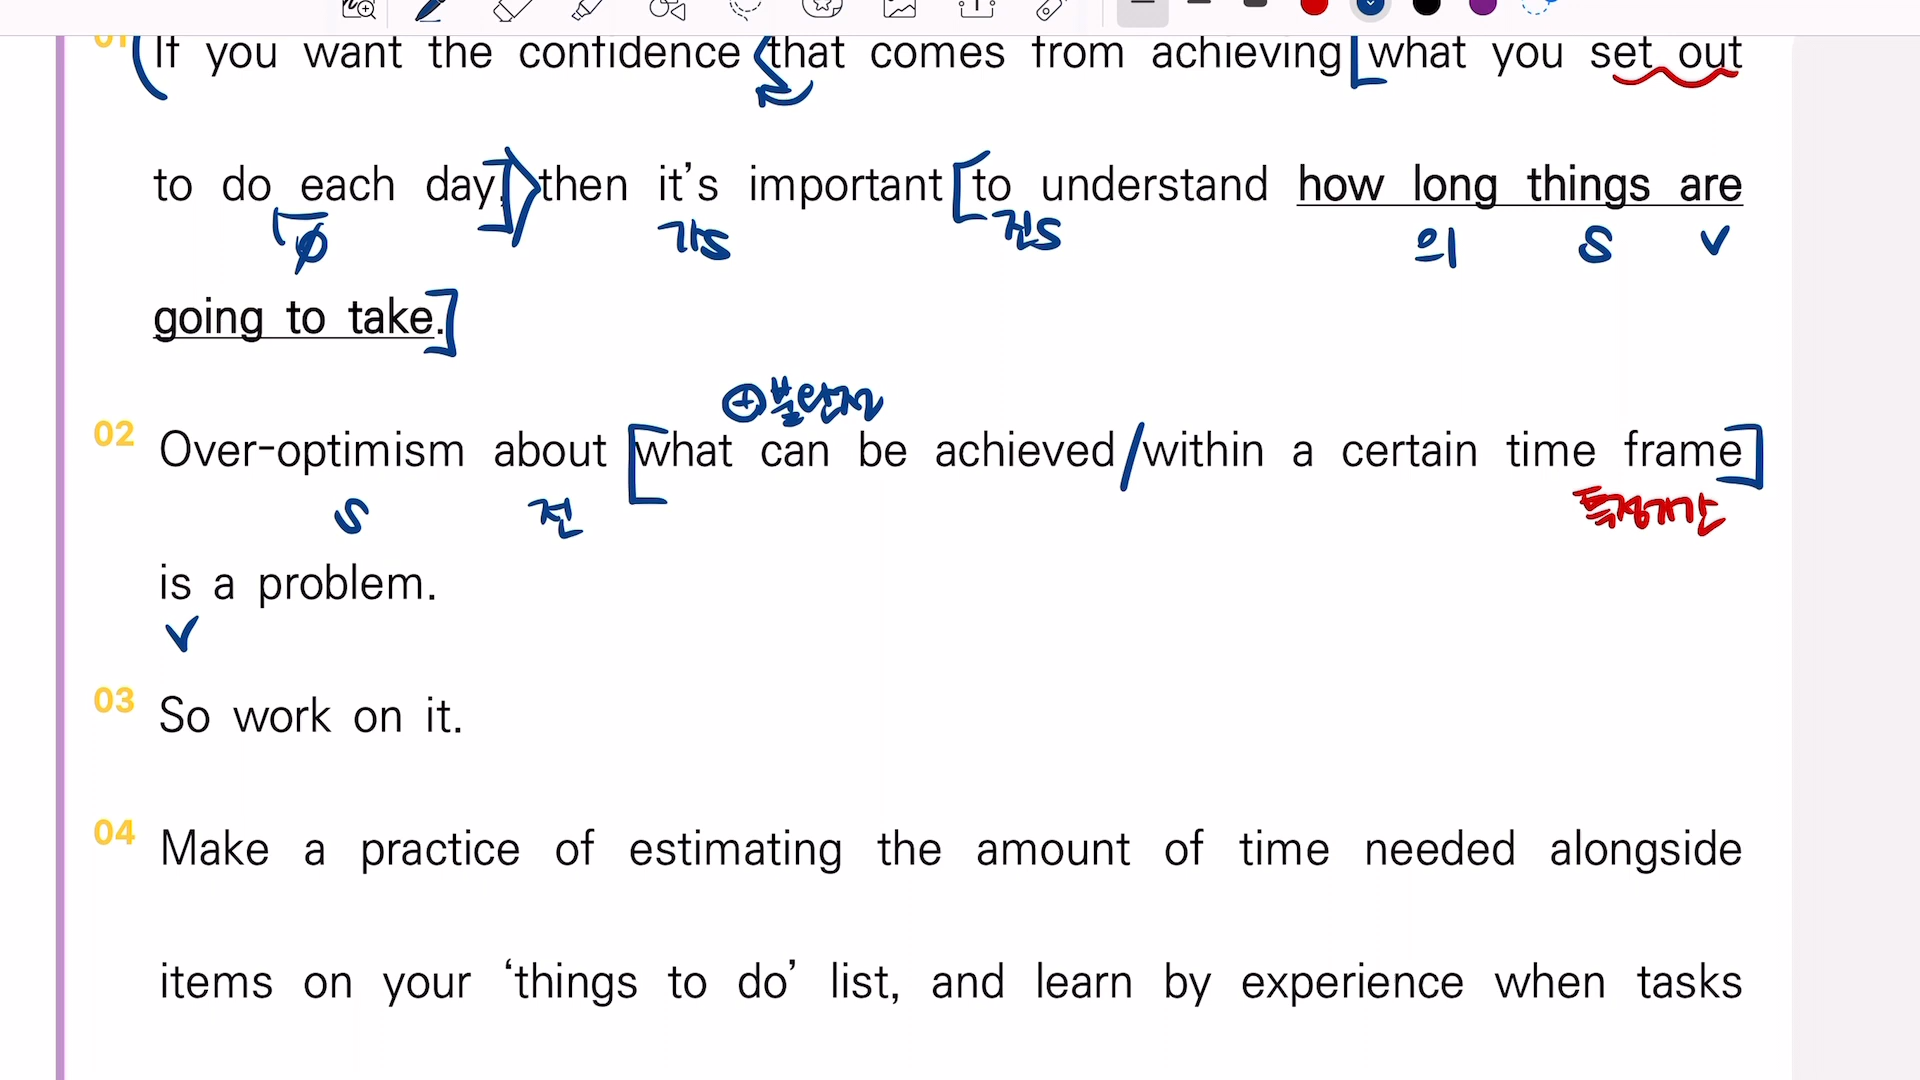 01 If you want the confidence that comes from achieving what you set out
to do each day, then it's important to understand how long things are
∅ 가S 진S 의 S V
going to take.
+불완전
02 Over-optimism about what can be achieved / within a certain time frame
S 전 특정기간
is a problem.
V
03 So work on it.
04 Make a practice of estimating the amount of time needed alongside
items on your ‘things to do’ list, and learn by experience when tasks